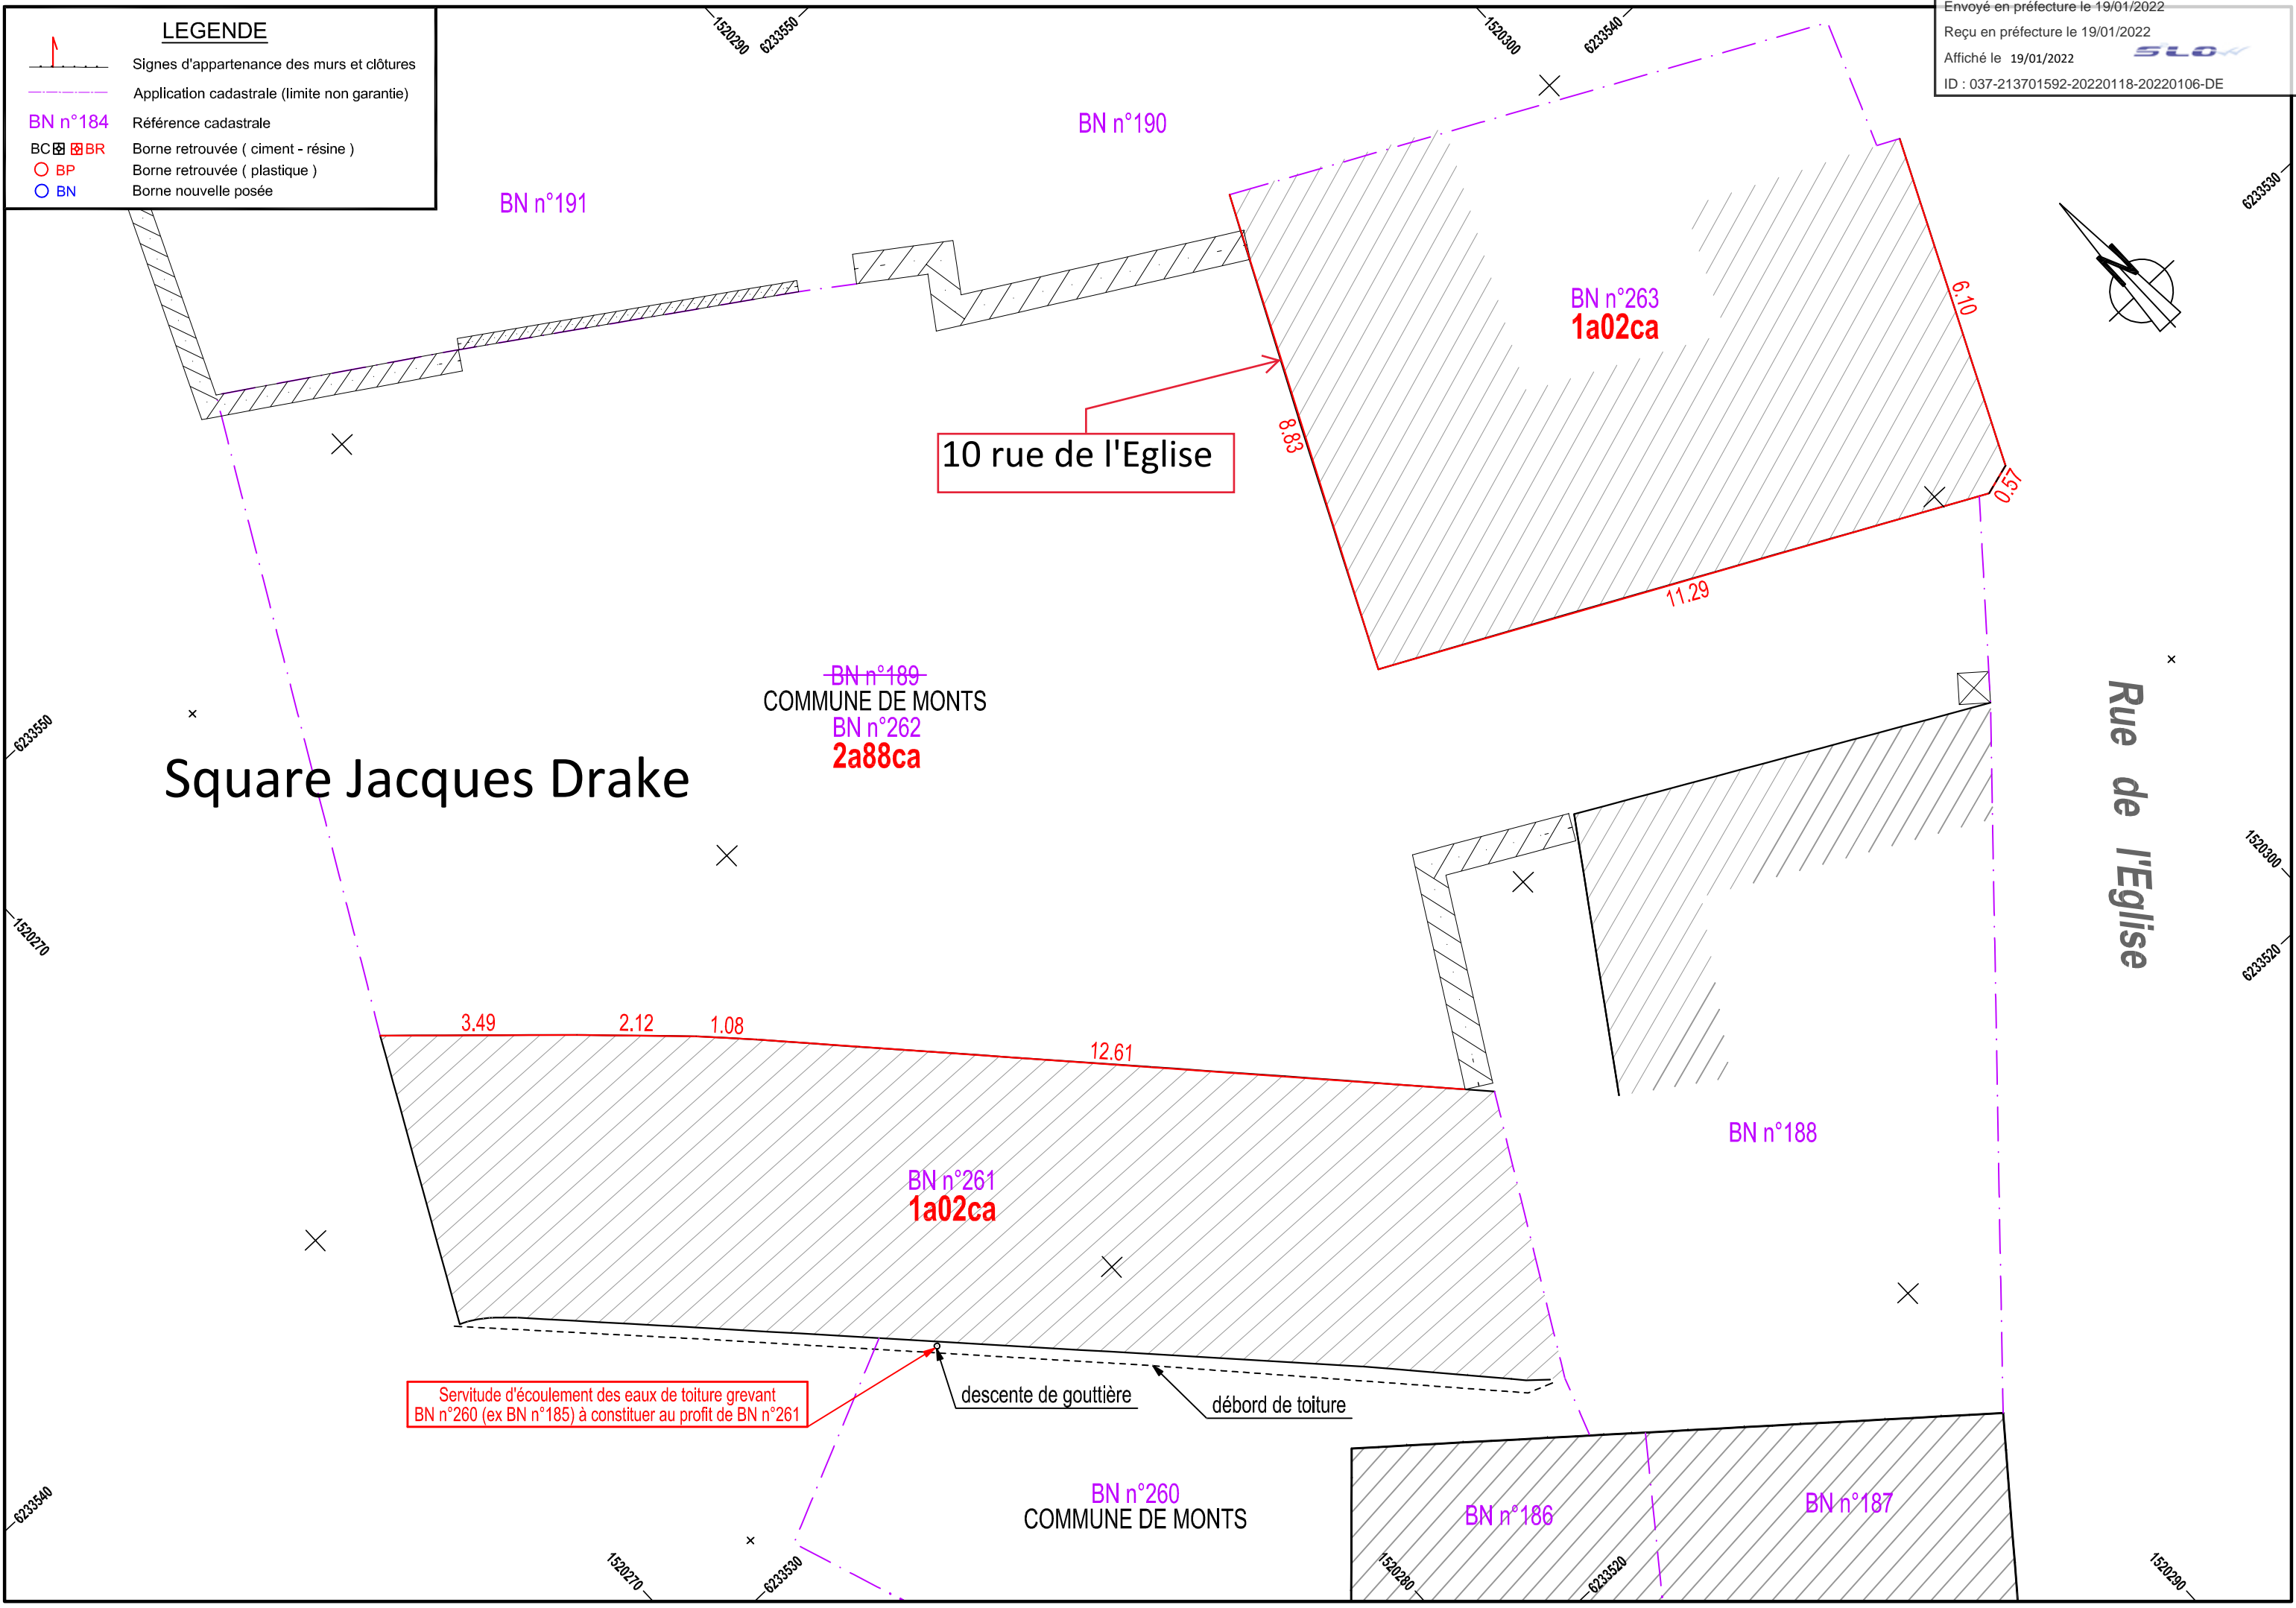 LEGENDE
Signes d'appartenance des murs et clôtures
Application cadastrale (limite non garantie)
BN n°184 Référence cadastrale
BC BR Borne retrouvée ( ciment - résine )
BP Borne retrouvée ( plastique )
BN Borne nouvelle posée
1520290
6233550
1520300
6233540
Envoyé en préfecture le 19/01/2022
Reçu en préfecture le 19/01/2022
Affiché le 19/01/2022
SLO
ID : 037-213701592-20220118-20220106-DE
BN n°190
BN n°191
6233530
N
BN n°263
1a02ca
6.10
8.83
10 rue de l'Eglise
0.57
11.29
BN n°189
COMMUNE DE MONTS
BN n°262
2a88ca
Square Jacques Drake
6233550
Rue de l'Eglise
1520300
1520270
6233520
3.49
2.12
1.08
12.61
BN n°188
BN n°261
1a02ca
Servitude d'écoulement des eaux de toiture grevant
BN n°260 (ex BN n°185) à constituer au profit de BN n°261
descente de gouttière
débord de toiture
BN n°260
COMMUNE DE MONTS
BN n°186
BN n°187
6233540
1520270
6233530
1520280
6233520
1520290